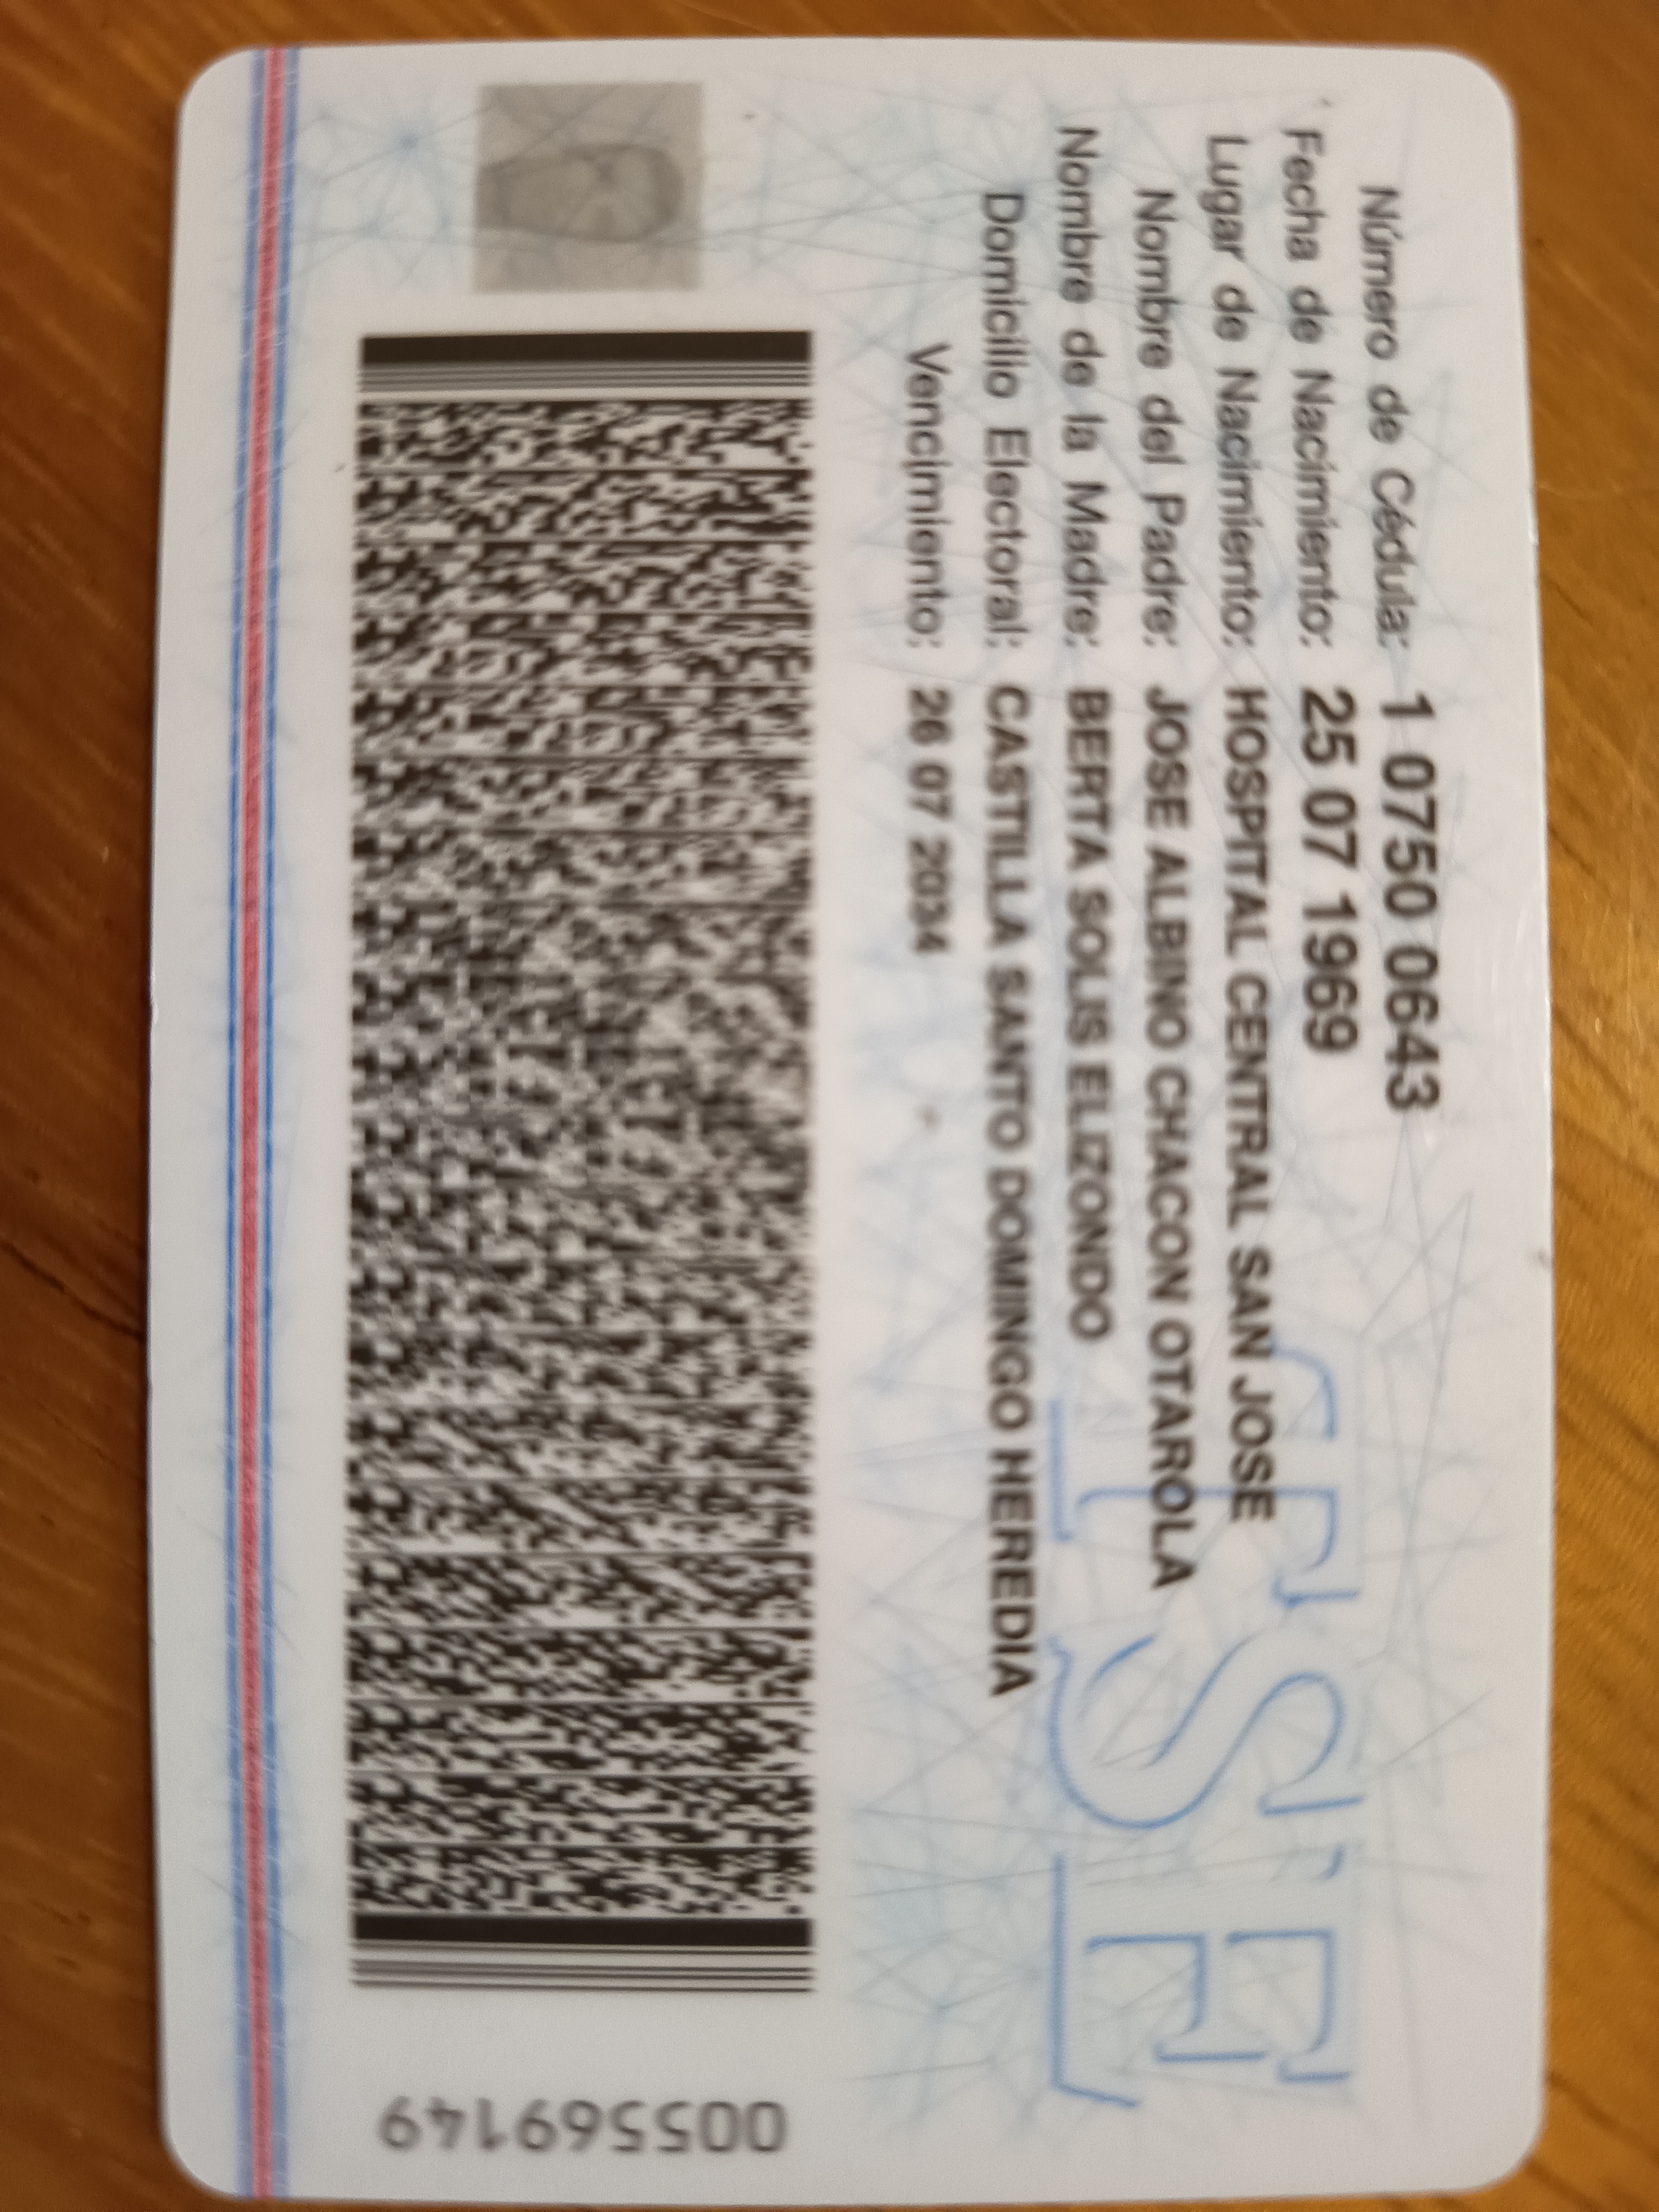 Número de Cédula: 1 0750 0643
Fecha de Nacimiento: 25 07 1969
Lugar de Nacimiento: HOSPITAL CENTRAL SAN JOSE
Nombre del Padre: JOSE ALBINO CHACON OTAROLA
Nombre de la Madre: BERTA SOLIS ELIZONDO
Domicilio Electoral: CASTILLA SANTO DOMINGO HEREDIA
Vencimiento: 26 07 2034
TSE
005569149